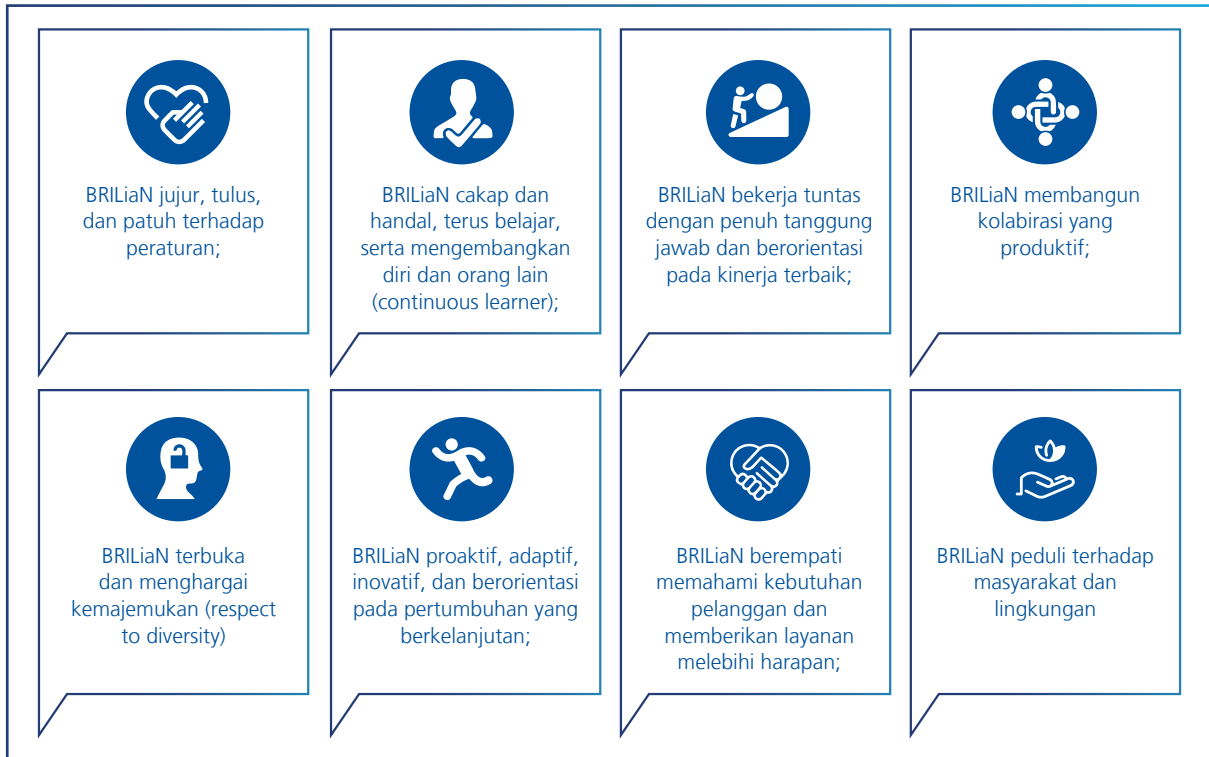 BRILiaN jujur, tulus,
dan patuh terhadap
peraturan;
BRILiaN cakap dan
handal, terus belajar,
serta mengembangkan
diri dan orang lain
(continuous learner);
BRILiaN bekerja tuntas
dengan penuh tanggung
jawab dan berorientasi
pada kinerja terbaik;
BRILiaN membangun
kolabirasi yang
produktif;
BRILiaN terbuka
dan menghargai
kemajemukan (respect
to diversity)
BRILiaN proaktif, adaptif,
inovatif, dan berorientasi
pada pertumbuhan yang
berkelanjutan;
BRILiaN berempati
memahami kebutuhan
pelanggan dan
memberikan layanan
melebihi harapan;
BRILiaN peduli terhadap
masyarakat dan
lingkungan